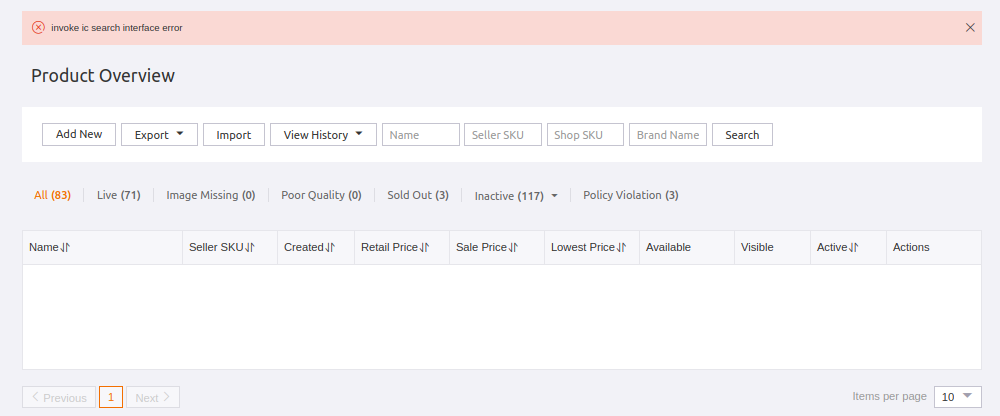 invoke ic search interface error
Product Overview
Add New Export Import View History Name Seller SKU Shop SKU Brand Name Search
All (83) Live (71) Image Missing (0) Poor Quality (0) Sold Out (3) Inactive (117) Policy Violation (3)
Name Seller SKU Created Retail Price Sale Price Lowest Price Available Visible Active Actions
Previous 1 Next Items per page 10